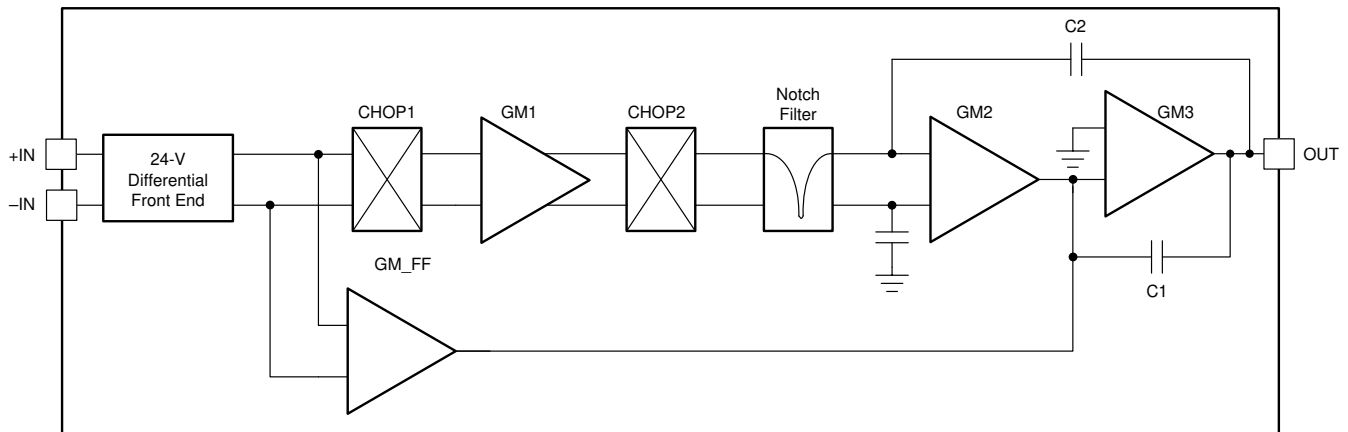 C2
CHOP1
GM1
CHOP2
Notch
Filter
GM2
GM3
+IN
–IN
24-V
Differential
Front End
OUT
GM_FF
C1